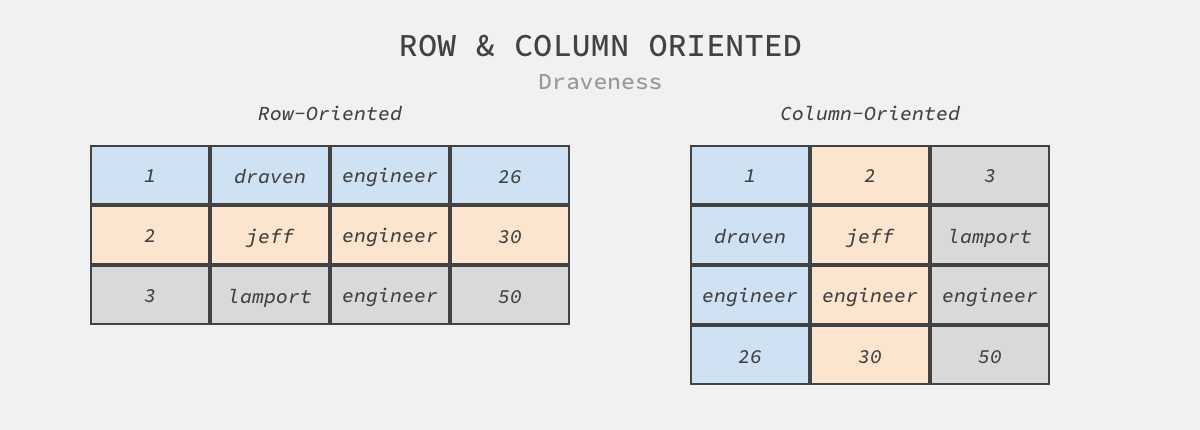 ROW & COLUMN ORIENTED
Draveness
Row-Oriented
1 draven engineer 26
2 jeff engineer 30
3 lamport engineer 50
Column-Oriented
1 2 3
draven jeff lamport
engineer engineer engineer
26 30 50